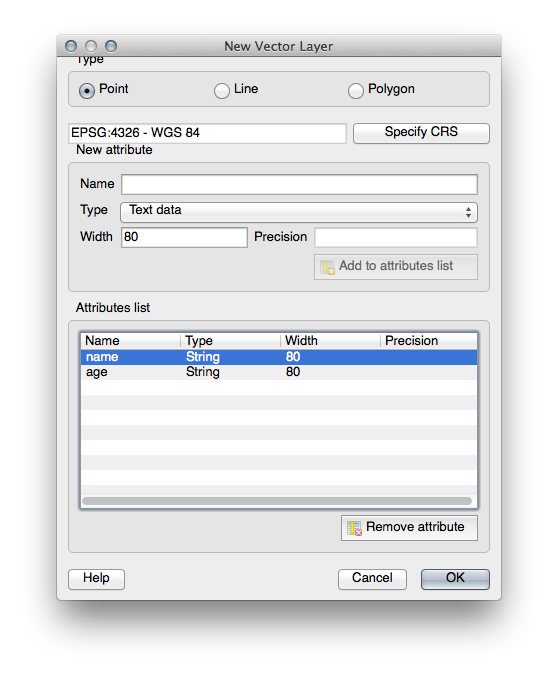 New Vector Layer
Type
Point Line Polygon
EPSG:4326 - WGS 84 Specify CRS
New attribute
Name
Type Text data
Width 80 Precision
Add to attributes list
Attributes list
Name Type Width Precision
name String 80
age String 80
Remove attribute
Help Cancel OK